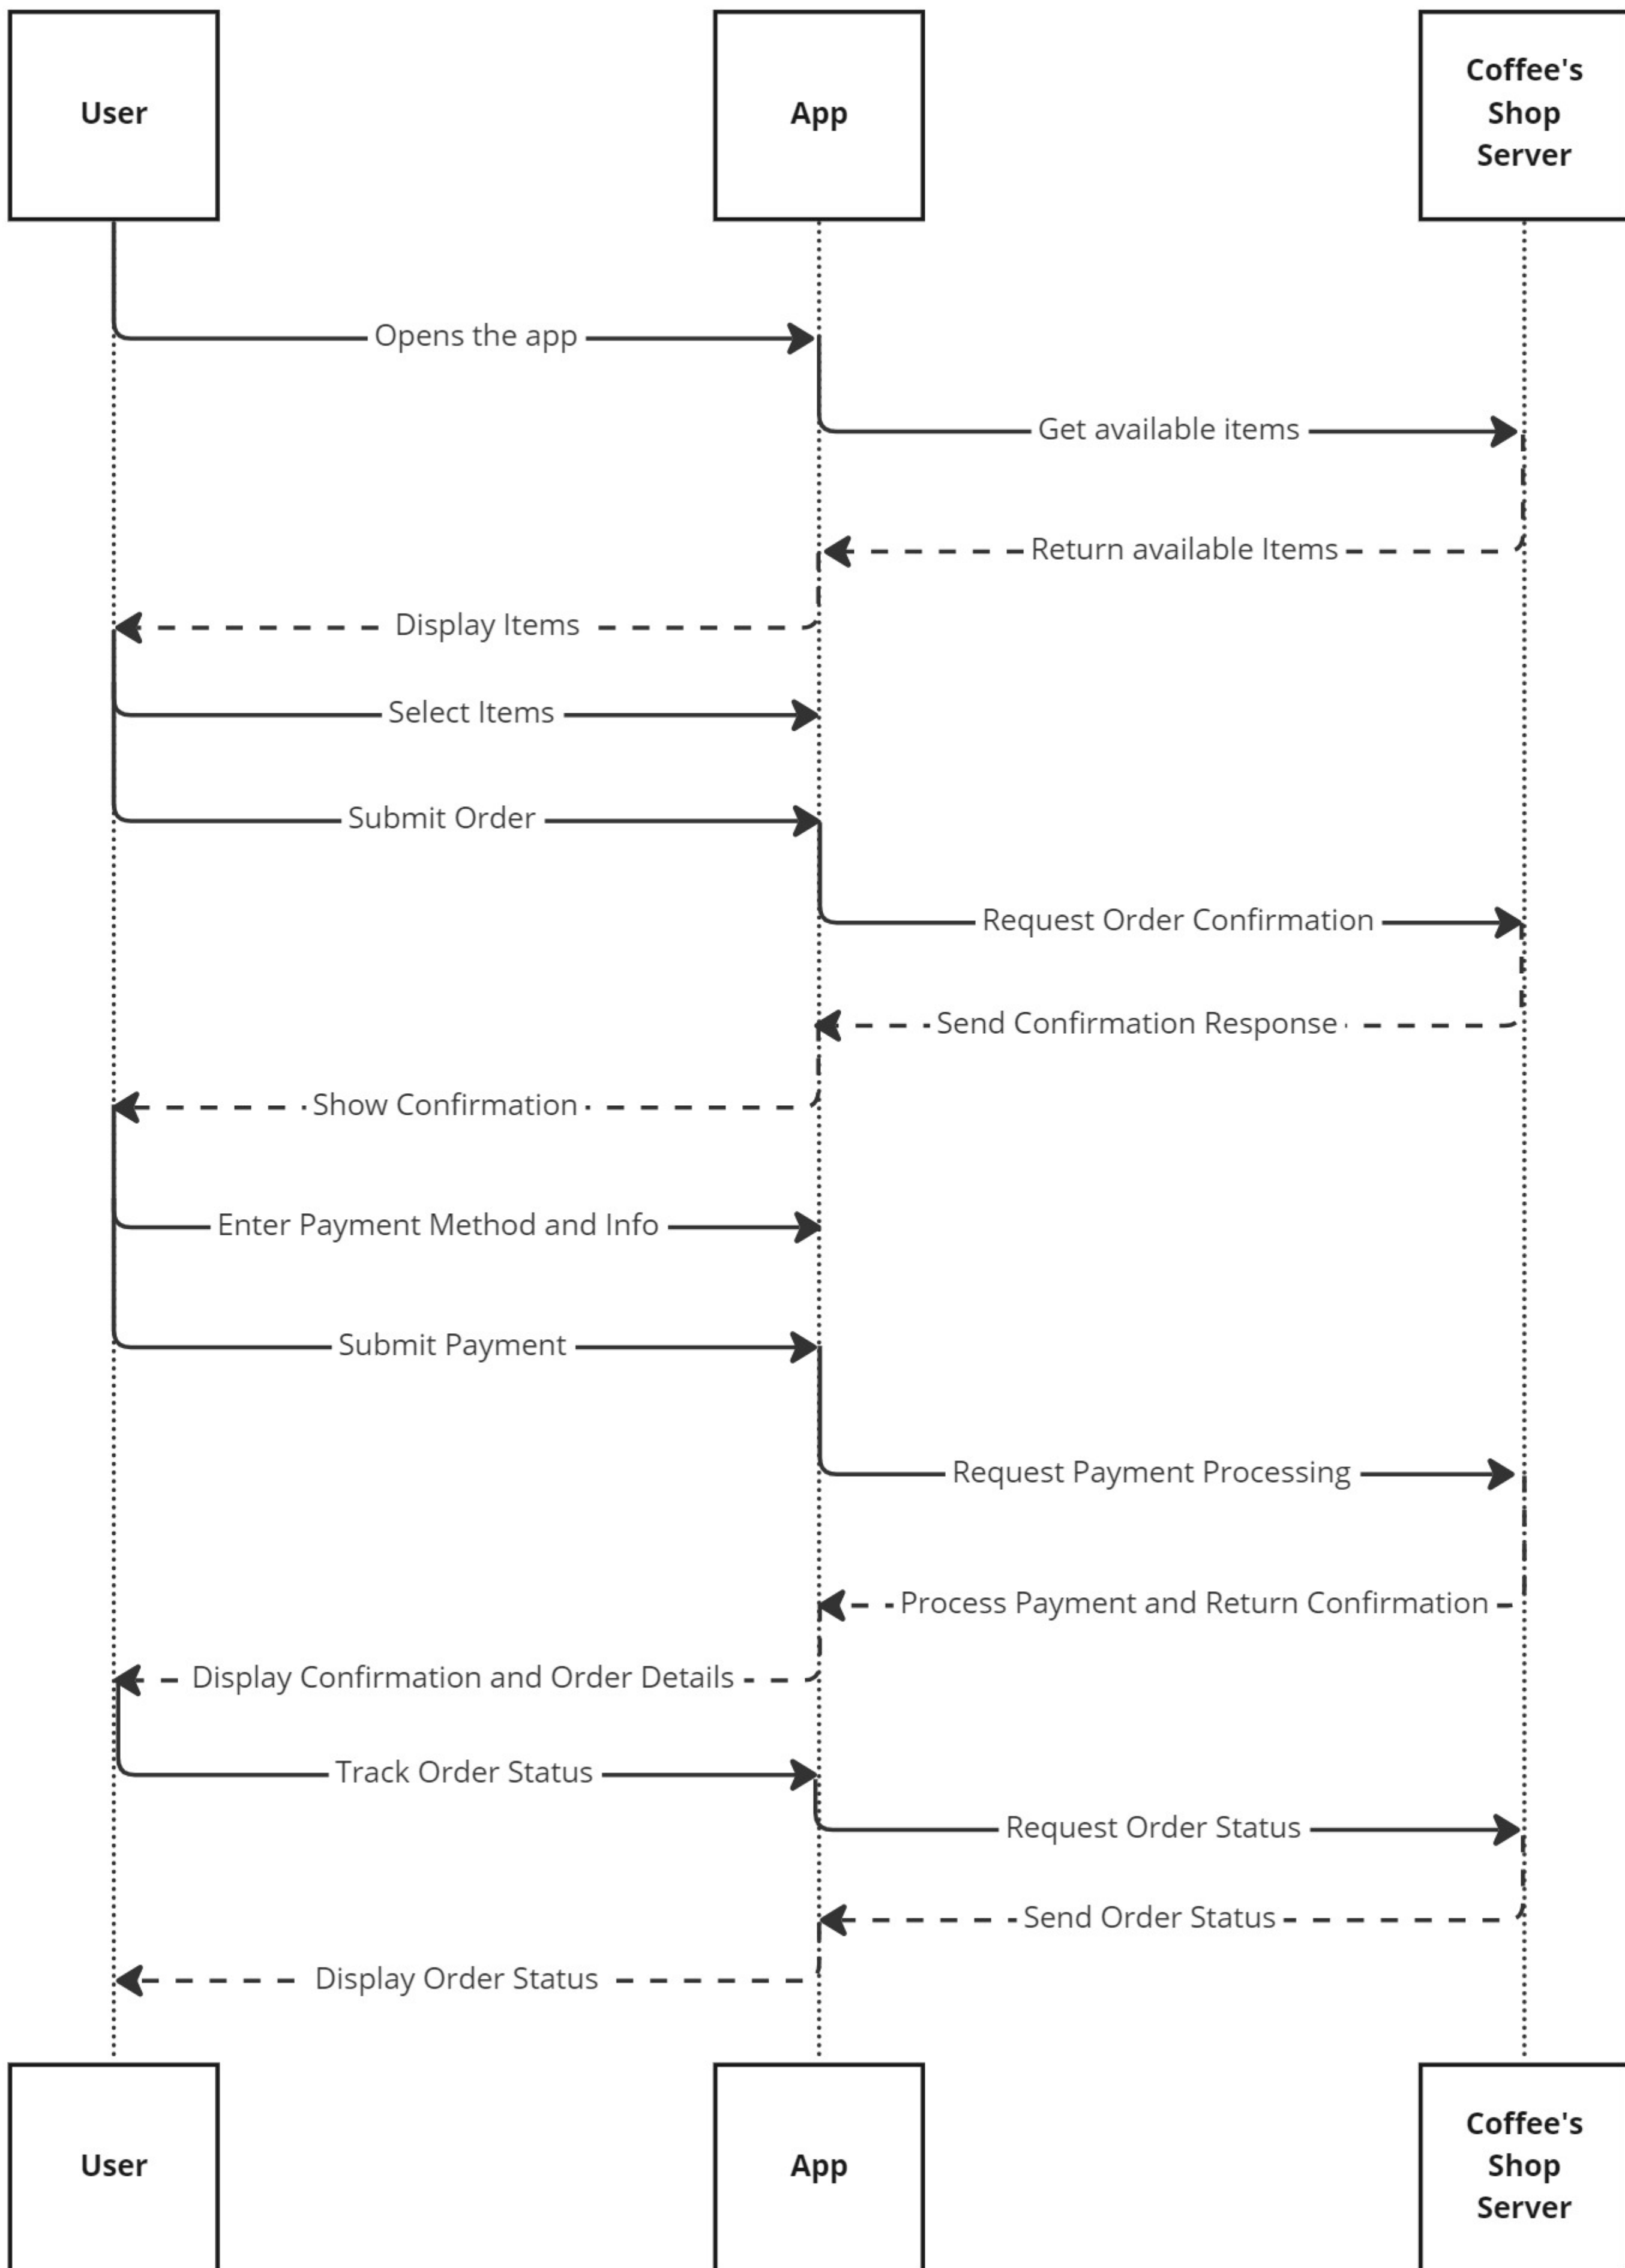 User
App
Coffee's
Shop
Server
Opens the app
Get available items
Return available Items
Display Items
Select Items
Submit Order
Request Order Confirmation
Send Confirmation Response
Show Confirmation
Enter Payment Method and Info
Submit Payment
Request Payment Processing
Process Payment and Return Confirmation
Display Confirmation and Order Details
Track Order Status
Request Order Status
Send Order Status
Display Order Status
User
App
Coffee's
Shop
Server